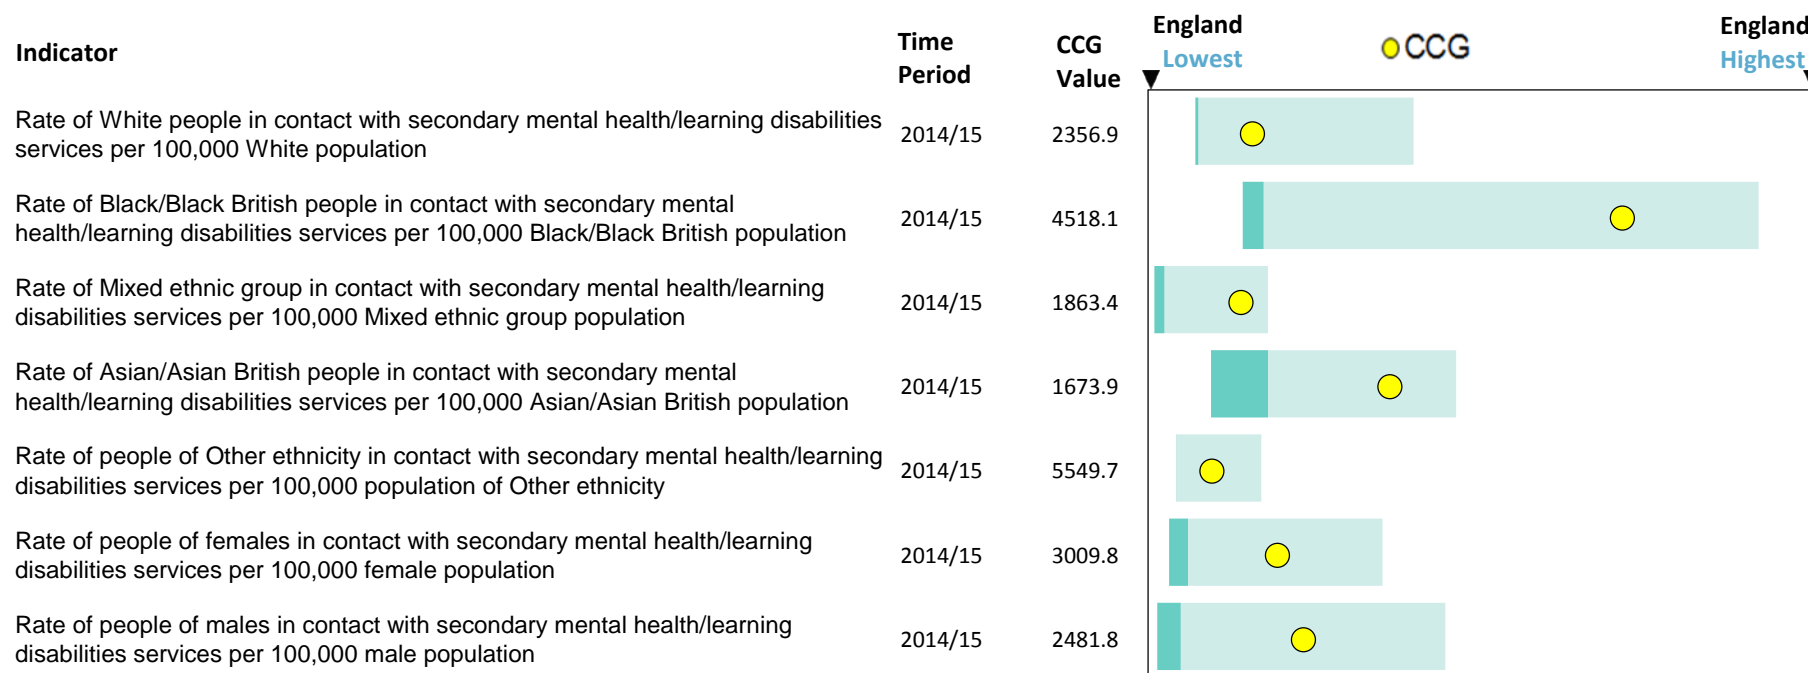 Indicator
Time
Period
CCG
Value
England
Lowest
CCG
England
Highest
Rate of White people in contact with secondary mental health/learning disabilities
services per 100,000 White population
2014/15
2356.9
Rate of Black/Black British people in contact with secondary mental
health/learning disabilities services per 100,000 Black/Black British population
2014/15
4518.1
Rate of Mixed ethnic group in contact with secondary mental health/learning
disabilities services per 100,000 Mixed ethnic group population
2014/15
1863.4
Rate of Asian/Asian British people in contact with secondary mental
health/learning disabilities services per 100,000 Asian/Asian British population
2014/15
1673.9
Rate of people of Other ethnicity in contact with secondary mental health/learning
disabilities services per 100,000 population of Other ethnicity
2014/15
5549.7
Rate of people of females in contact with secondary mental health/learning
disabilities services per 100,000 female population
2014/15
3009.8
Rate of people of males in contact with secondary mental health/learning
disabilities services per 100,000 male population
2014/15
2481.8